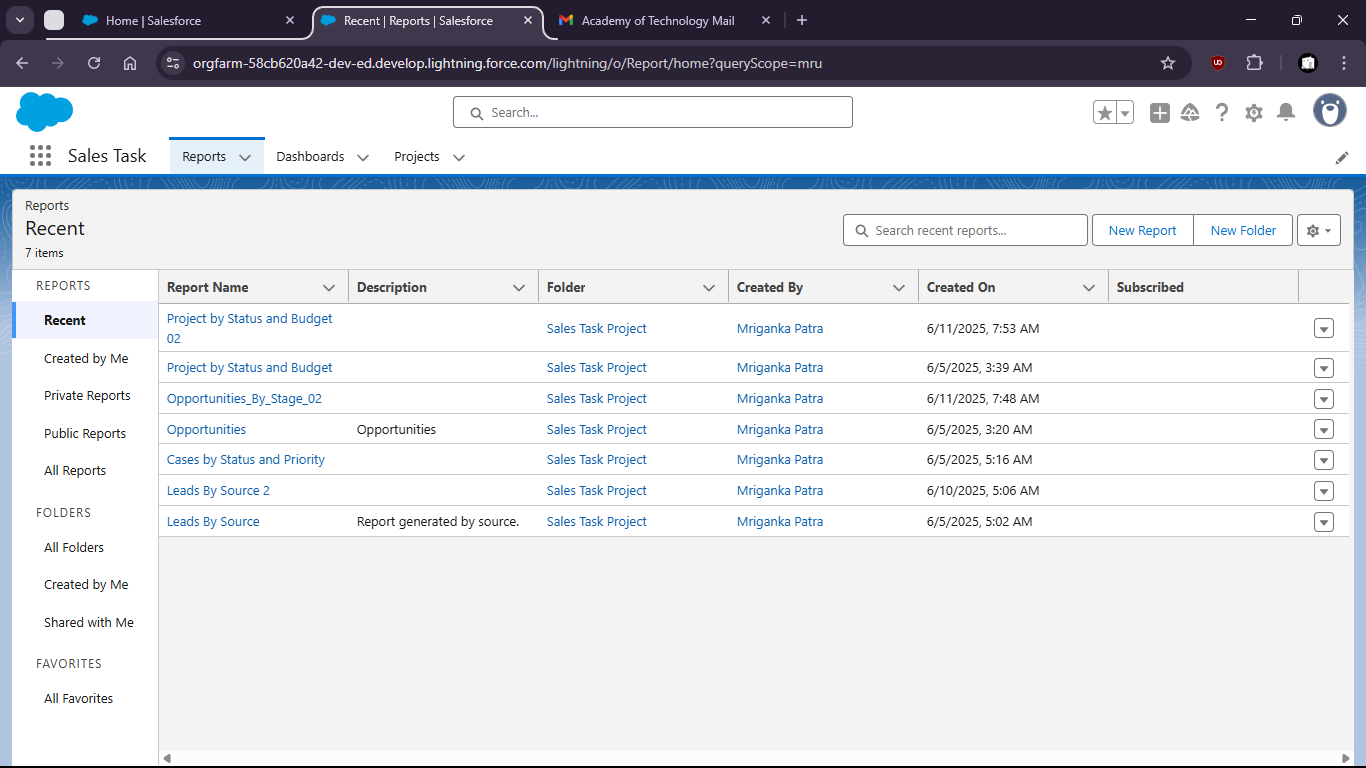 Home | Salesforce
Recent | Reports | Salesforce
Academy of Technology Mail
orgfarm-58cb620a42-dev-ed.develop.lightning.force.com/lightning/o/Report/home?queryScope=mru
Search...
Sales Task
Reports
Dashboards
Projects
Reports
Recent
7 items
Search recent reports...
New Report
New Folder
REPORTS
Recent
Created by Me
Private Reports
Public Reports
All Reports
FOLDERS
All Folders
Created by Me
Shared with Me
FAVORITES
All Favorites
Report Name Description Folder Created By Created On Subscribed
Project by Status and Budget
02 Sales Task Project Mriganka Patra 6/11/2025, 7:53 AM
Project by Status and Budget Sales Task Project Mriganka Patra 6/5/2025, 3:39 AM
Opportunities_By_Stage_02 Sales Task Project Mriganka Patra 6/11/2025, 7:48 AM
Opportunities Opportunities Sales Task Project Mriganka Patra 6/5/2025, 3:20 AM
Cases by Status and Priority Sales Task Project Mriganka Patra 6/5/2025, 5:16 AM
Leads By Source 2 Sales Task Project Mriganka Patra 6/10/2025, 5:06 AM
Leads By Source Report generated by source. Sales Task Project Mriganka Patra 6/5/2025, 5:02 AM